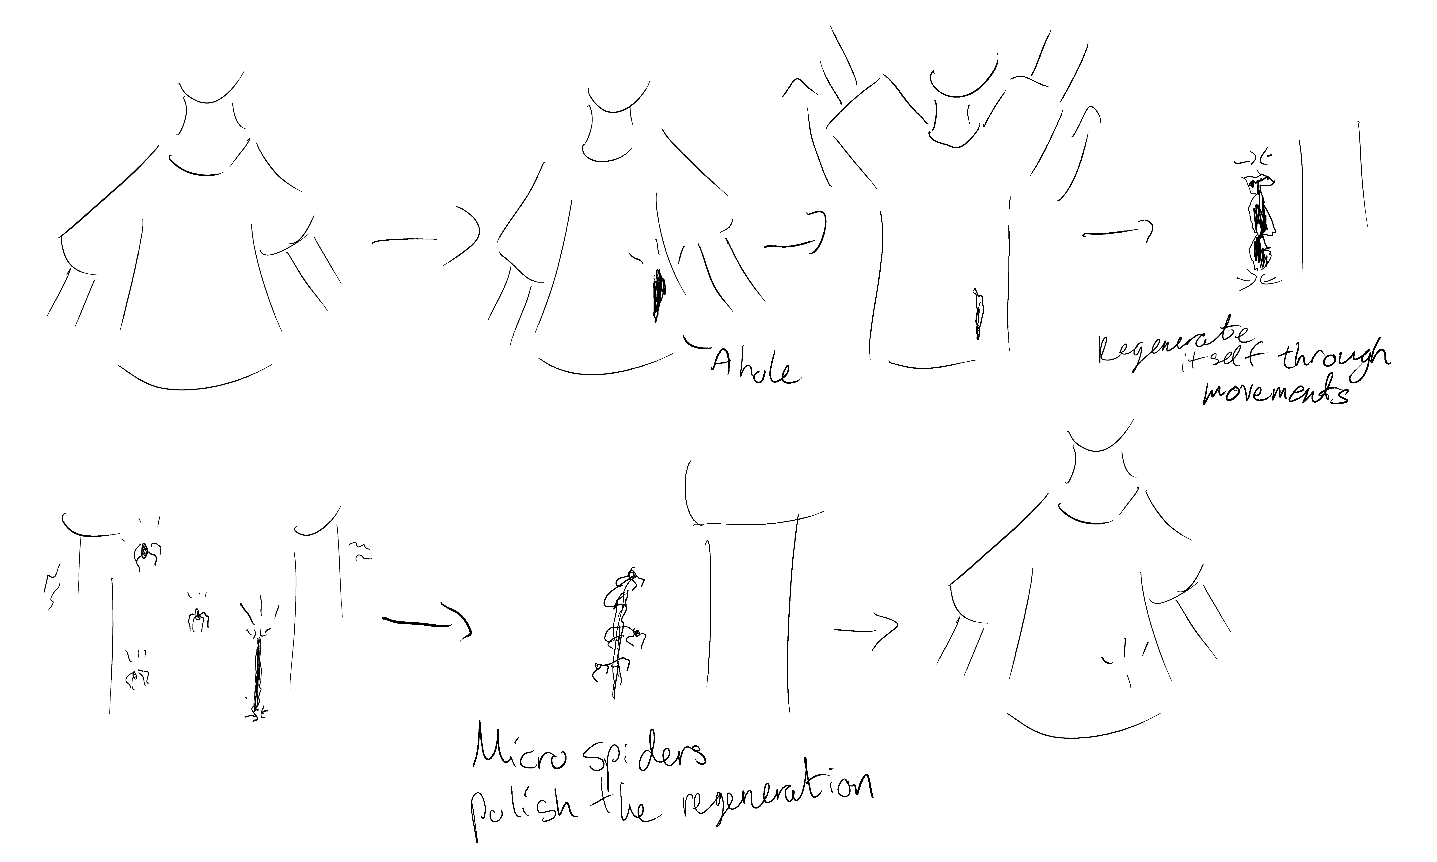 A hole
Regenerate
itself through
movements
Micro spiders
polish the regeneration